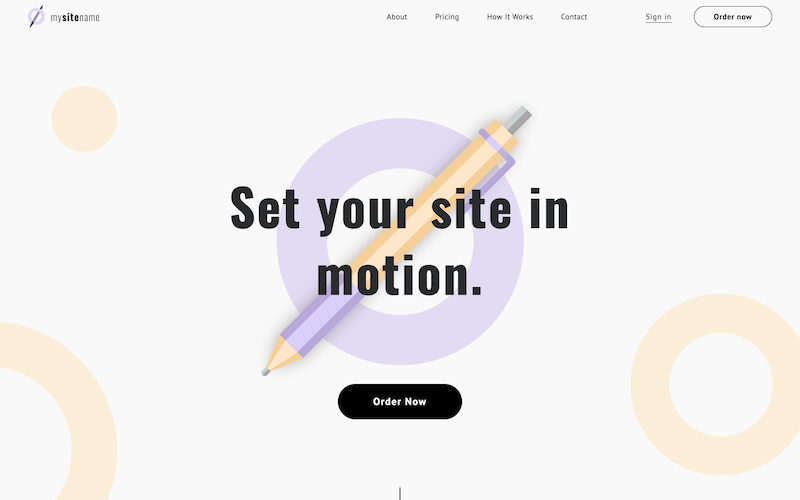 mysitename
About
Pricing
How It Works
Contact
Sign in
Order now
Set your site in
motion.
Order Now